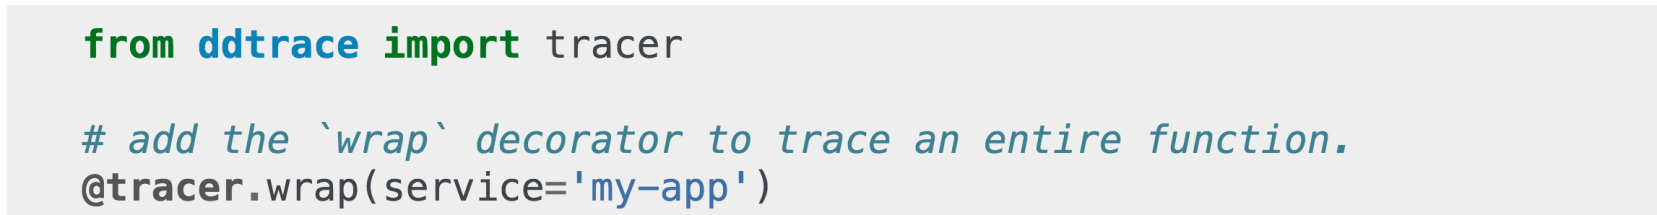 from ddtrace import tracer
# add the `wrap` decorator to trace an entire function.
@tracer.wrap(service='my-app')